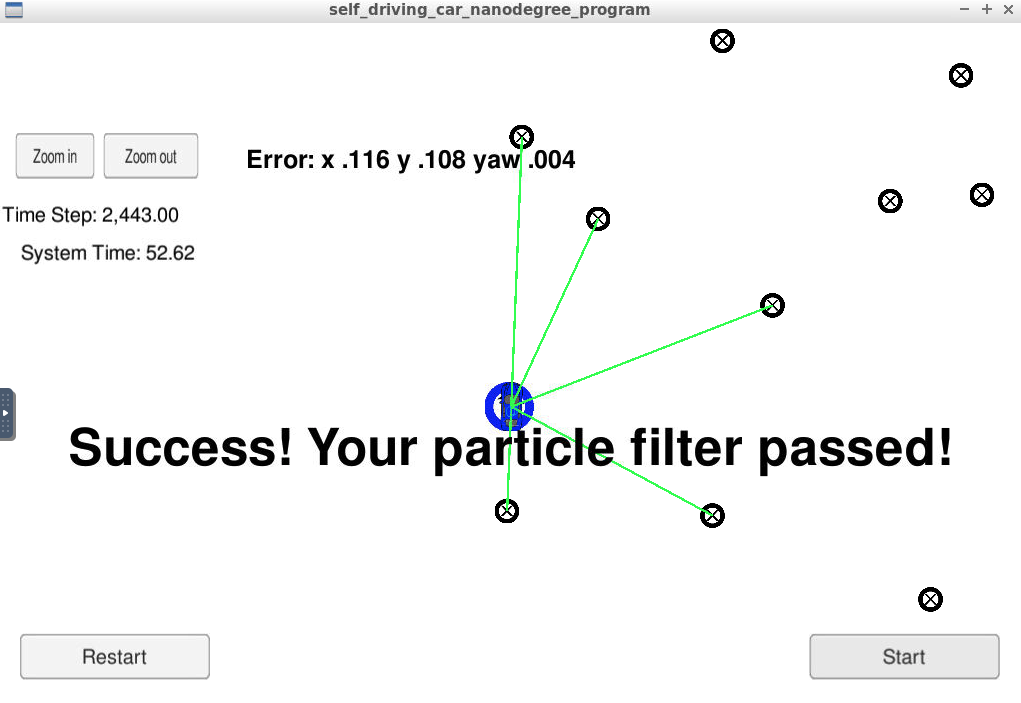 self_driving_car_nanodegree_program
Zoom in
Zoom out
Error: x .116 y .108 yaw .004
Time Step: 2,443.00
System Time: 52.62
Success! Your particle filter passed!
Restart
Start